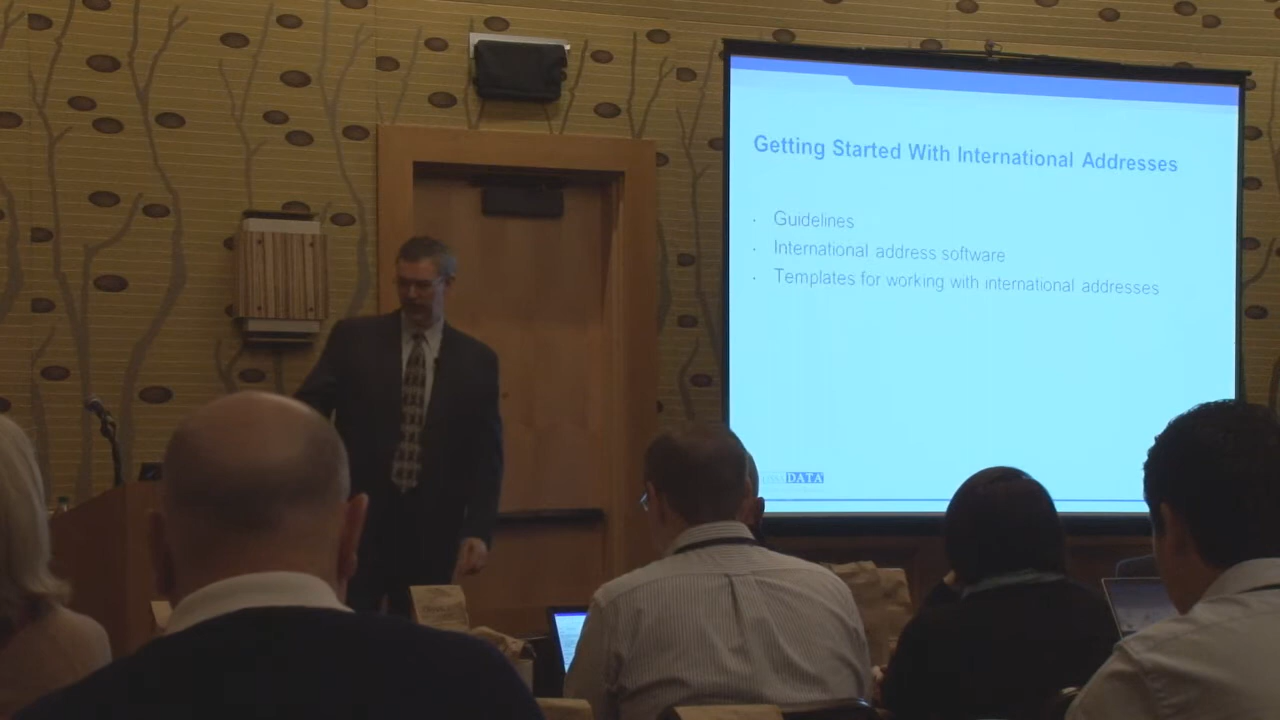 Getting Started With International Addresses
Guidelines
International address software
Templates for working with international addresses
DATA